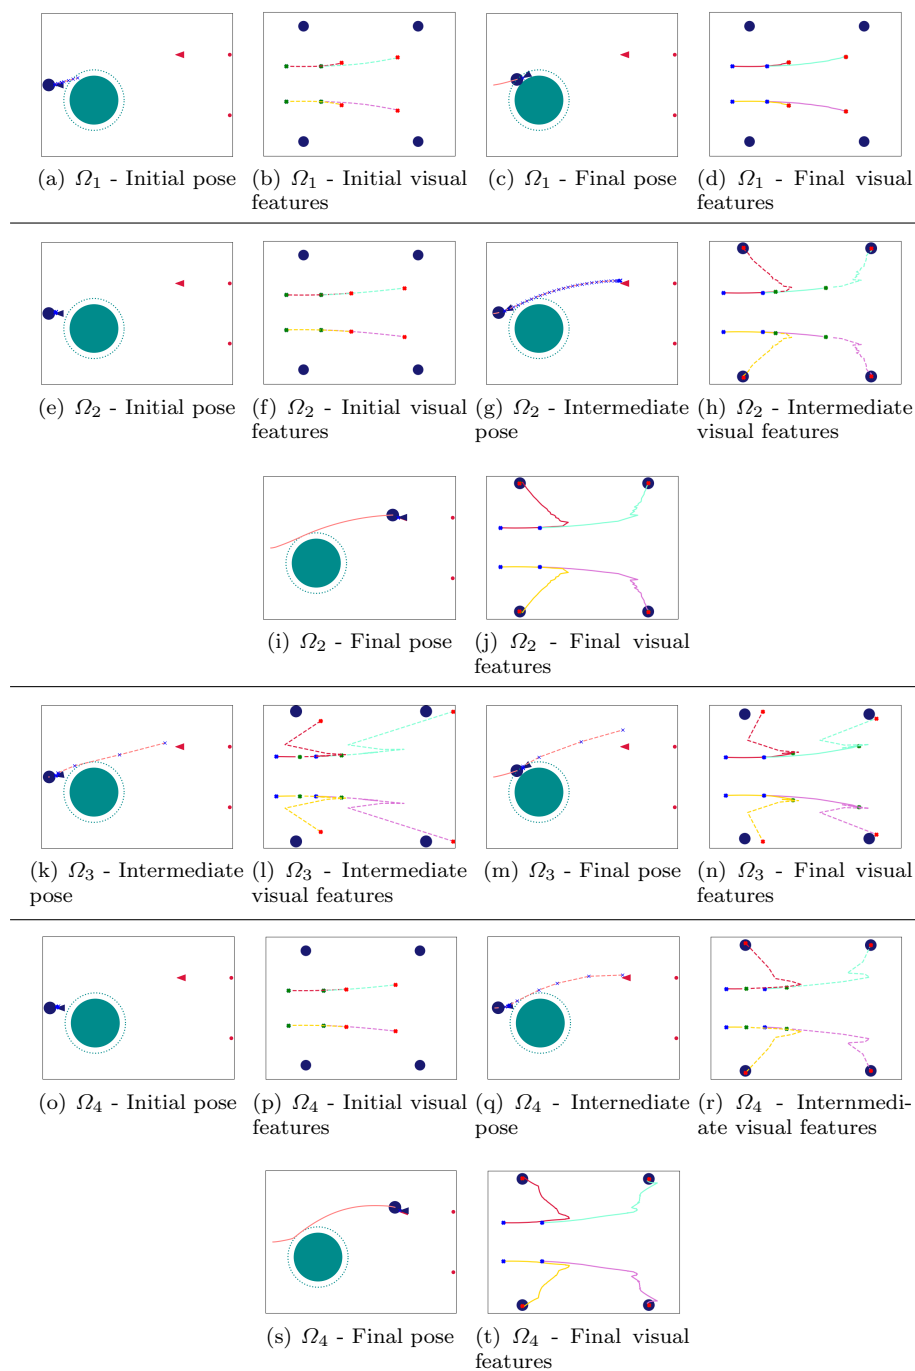 (a) Ω1 - Initial pose
(b) Ω1 - Initial visual
features
(c) Ω1 - Final pose
(d) Ω1 - Final visual
features
(e) Ω2 - Initial pose
(f) Ω2 - Initial visual
features
(g) Ω2 - Intermediate
pose
(h) Ω2 - Intermediate
visual features
(i) Ω2 - Final pose
(j) Ω2 - Final visual
features
(k) Ω3 - Intermediate
pose
(l) Ω3 - Intermediate
visual features
(m) Ω3 - Final pose
(n) Ω3 - Final visual
features
(o) Ω4 - Initial pose
(p) Ω4 - Initial visual
features
(q) Ω4 - Internediate
pose
(r) Ω4 - Internmedi-
ate visual features
(s) Ω4 - Final pose
(t) Ω4 - Final visual
features